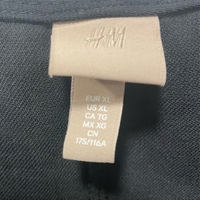 H&M
EUR XL
US XL
CA TG
MX XG
CN
175/116A